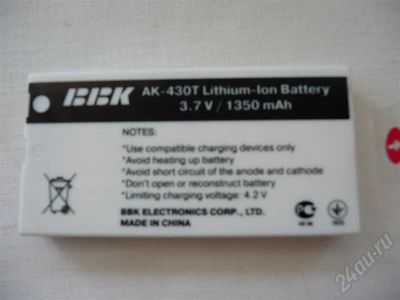 BBK AK-430T Lithium-Ion Battery
3.7 V / 1350 mAh
NOTES:
*Use compatible charging devices only
*Avoid heating up battery
*Avoid short circuit of the anode and cathode
*Don't open or reconstruct battery
*Limiting charging voltage: 4.2 V
BBK ELECTRONICS CORP., LTD.
MADE IN CHINA
24au.ru